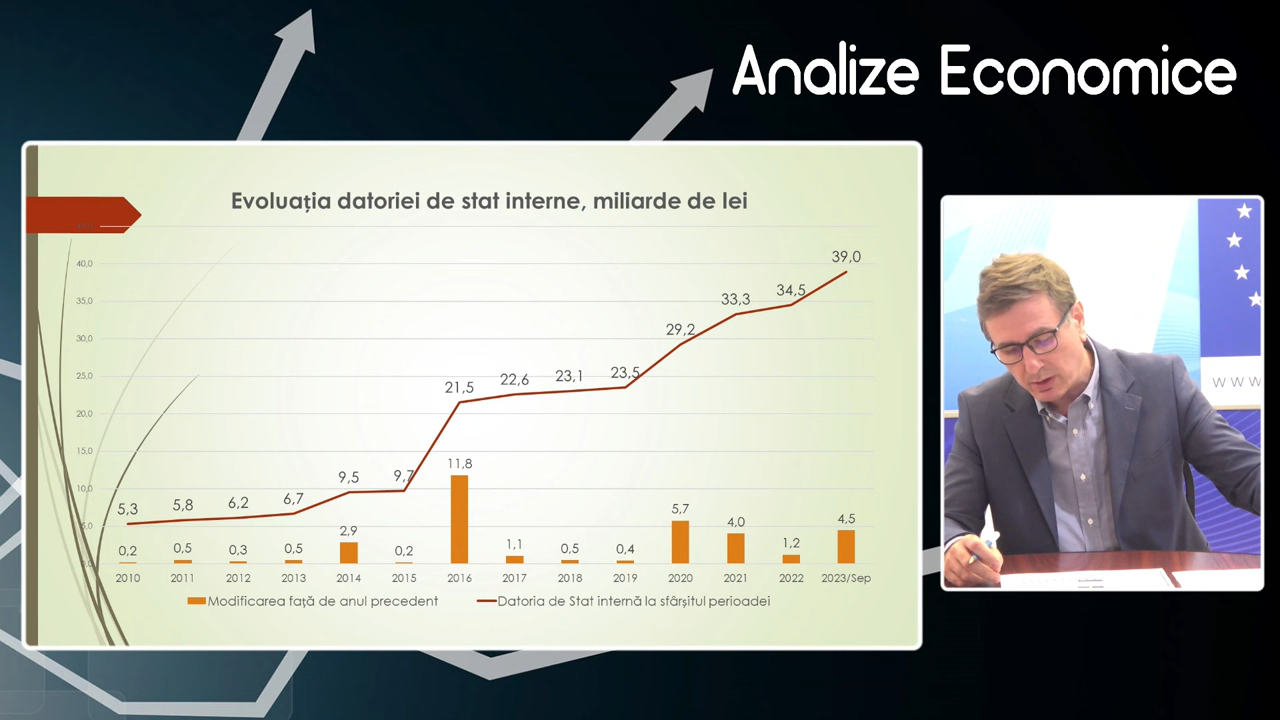 Analize Economice
Evoluația datoriei de stat interne, miliarde de lei
40,0
35,0
30,0
25,0
20,0
15,0
10,0
5,0
5,3 5,8 6,2 6,7 9,5 9,7 21,5 22,6 23,1 23,5 29,2 33,3 34,5 39,0
0,2 0,5 0,3 0,5 2,9 0,2 11,8 1,1 0,5 0,4 5,7 4,0 1,2 4,5
2010 2011 2012 2013 2014 2015 2016 2017 2018 2019 2020 2021 2022 2023/Sep
Modificarea față de anul precedent Datoria de Stat internă la sfârșitul perioadei
WWW